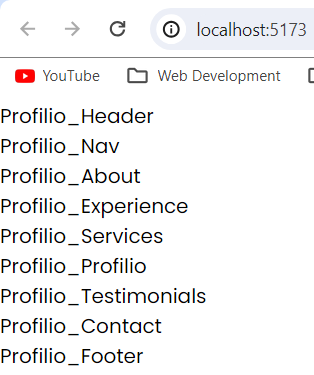 localhost:5173
YouTube Web Development
Profilio_Header
Profilio_Nav
Profilio_About
Profilio_Experience
Profilio_Services
Profilio_Profilio
Profilio_Testimonials
Profilio_Contact
Profilio_Footer